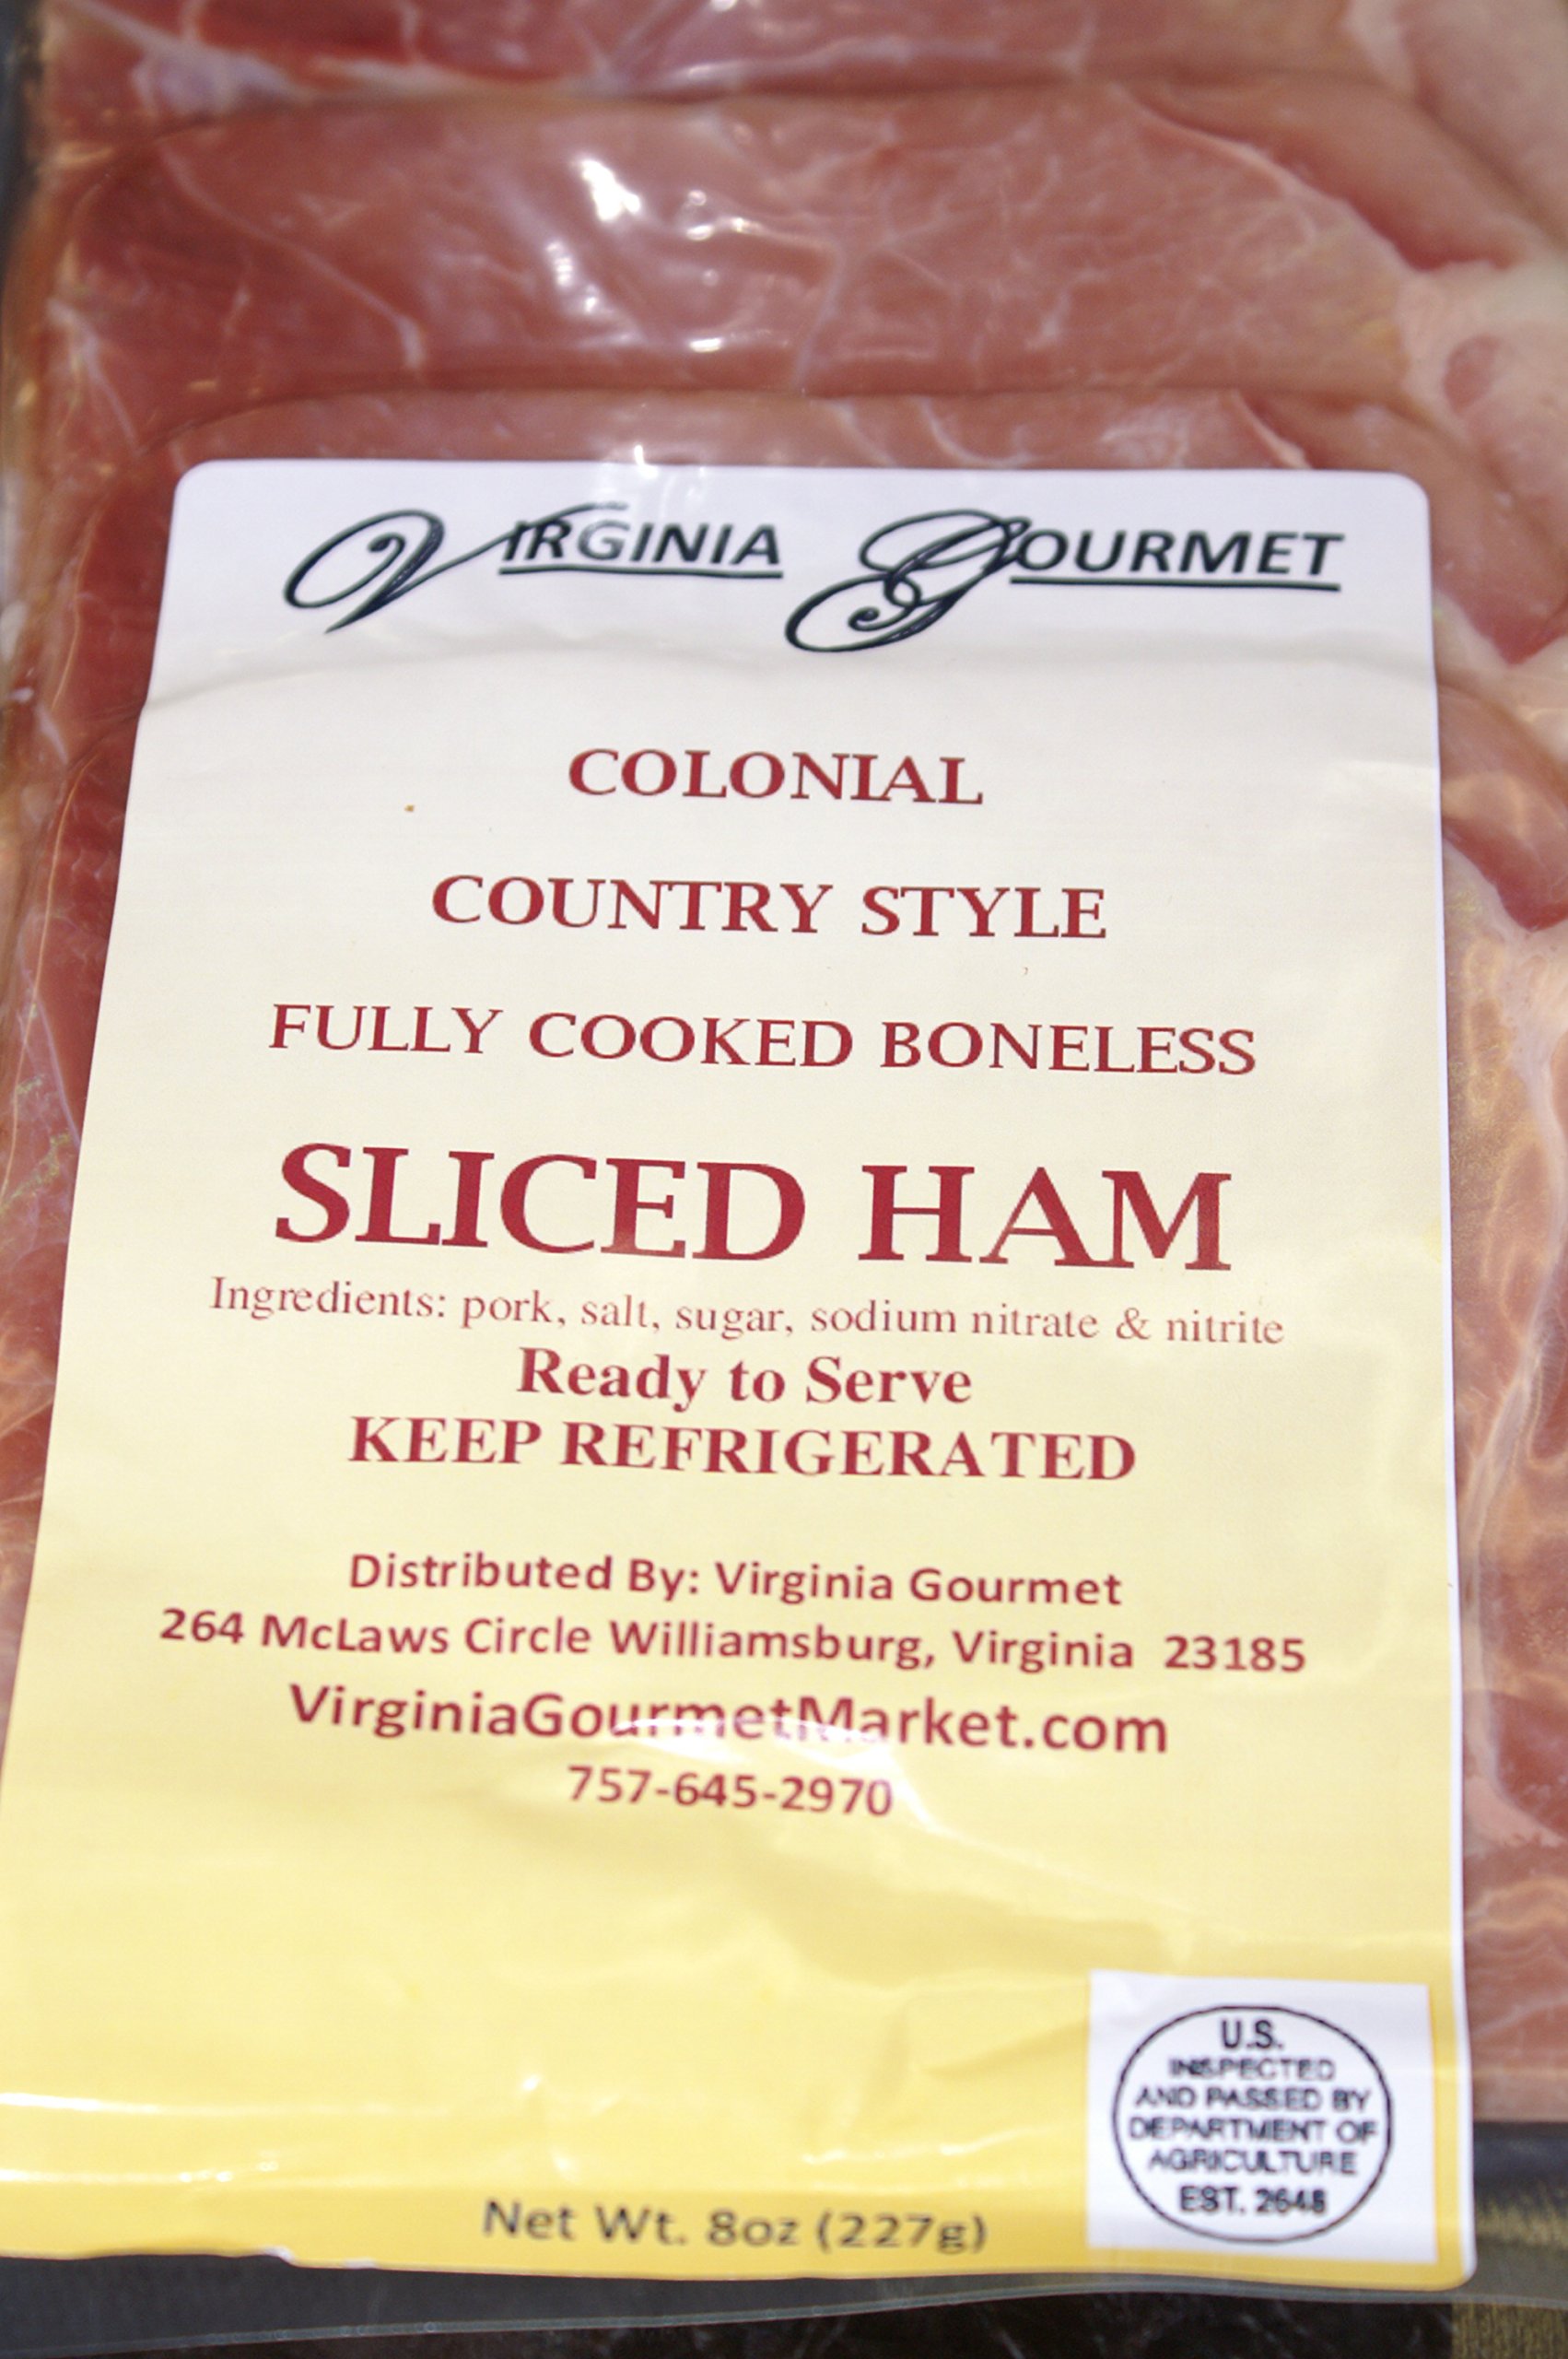 VIRGINIA GOURMET
COLONIAL
COUNTRY STYLE
FULLY COOKED BONELESS
SLICED HAM
Ingredients: pork, salt, sugar, sodium nitrate & nitrite
Ready to Serve
KEEP REFRIGERATED
Distributed By: Virginia Gourmet
264 McLaws Circle Williamsburg, Virginia 23185
VirginiaGourmetMarket.com
757-645-2970
U.S.
INSPECTED
AND PASSED BY
DEPARTMENT OF
AGRICULTURE
EST. 2648
Net Wt. 8oz (227g)